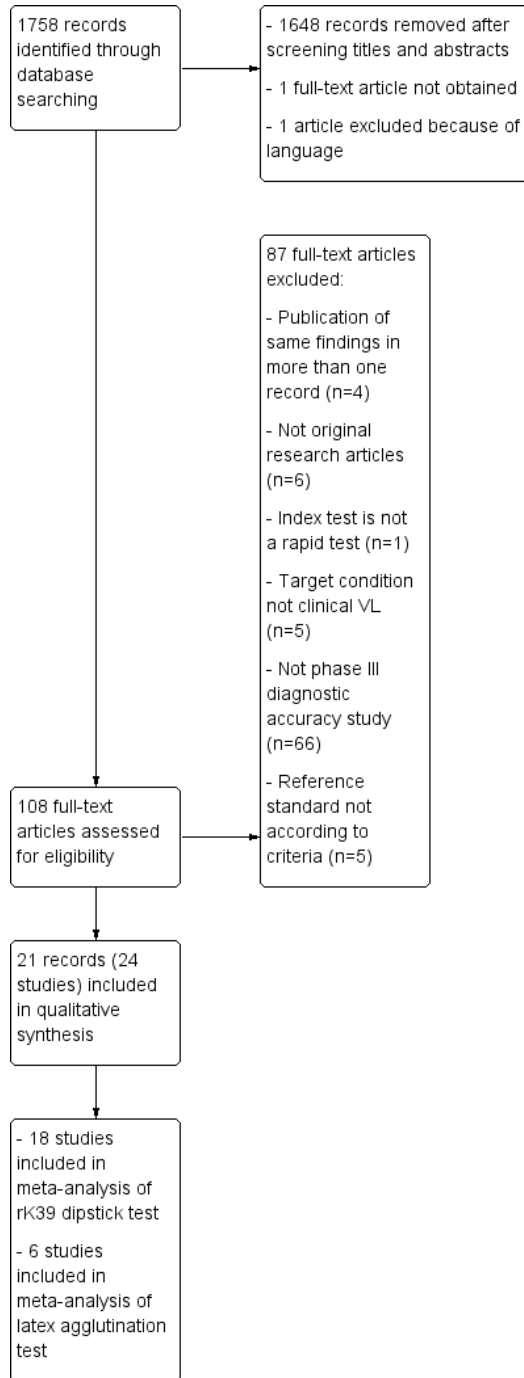 1758 records
identified through
database
searching
- 1648 records removed after
screening titles and abstracts
- 1 full-text article not obtained
- 1 article excluded because of
language
87 full-text articles
excluded:
- Publication of
same findings in
more than one
record (n=4)
- Not original
research articles
(n=6)
- Index test is not
a rapid test (n=1)
- Target condition
not clinical VL
(n=5)
- Not phase III
diagnostic
accuracy study
(n=66)
- Reference
standard not
according to
criteria (n=5)
108 full-text
articles assessed
for eligibility
21 records (24
studies) included
in qualitative
synthesis
- 18 studies
included in
meta-analysis of
rK39 dipstick test
- 6 studies
included in
meta-analysis of
latex agglutination
test